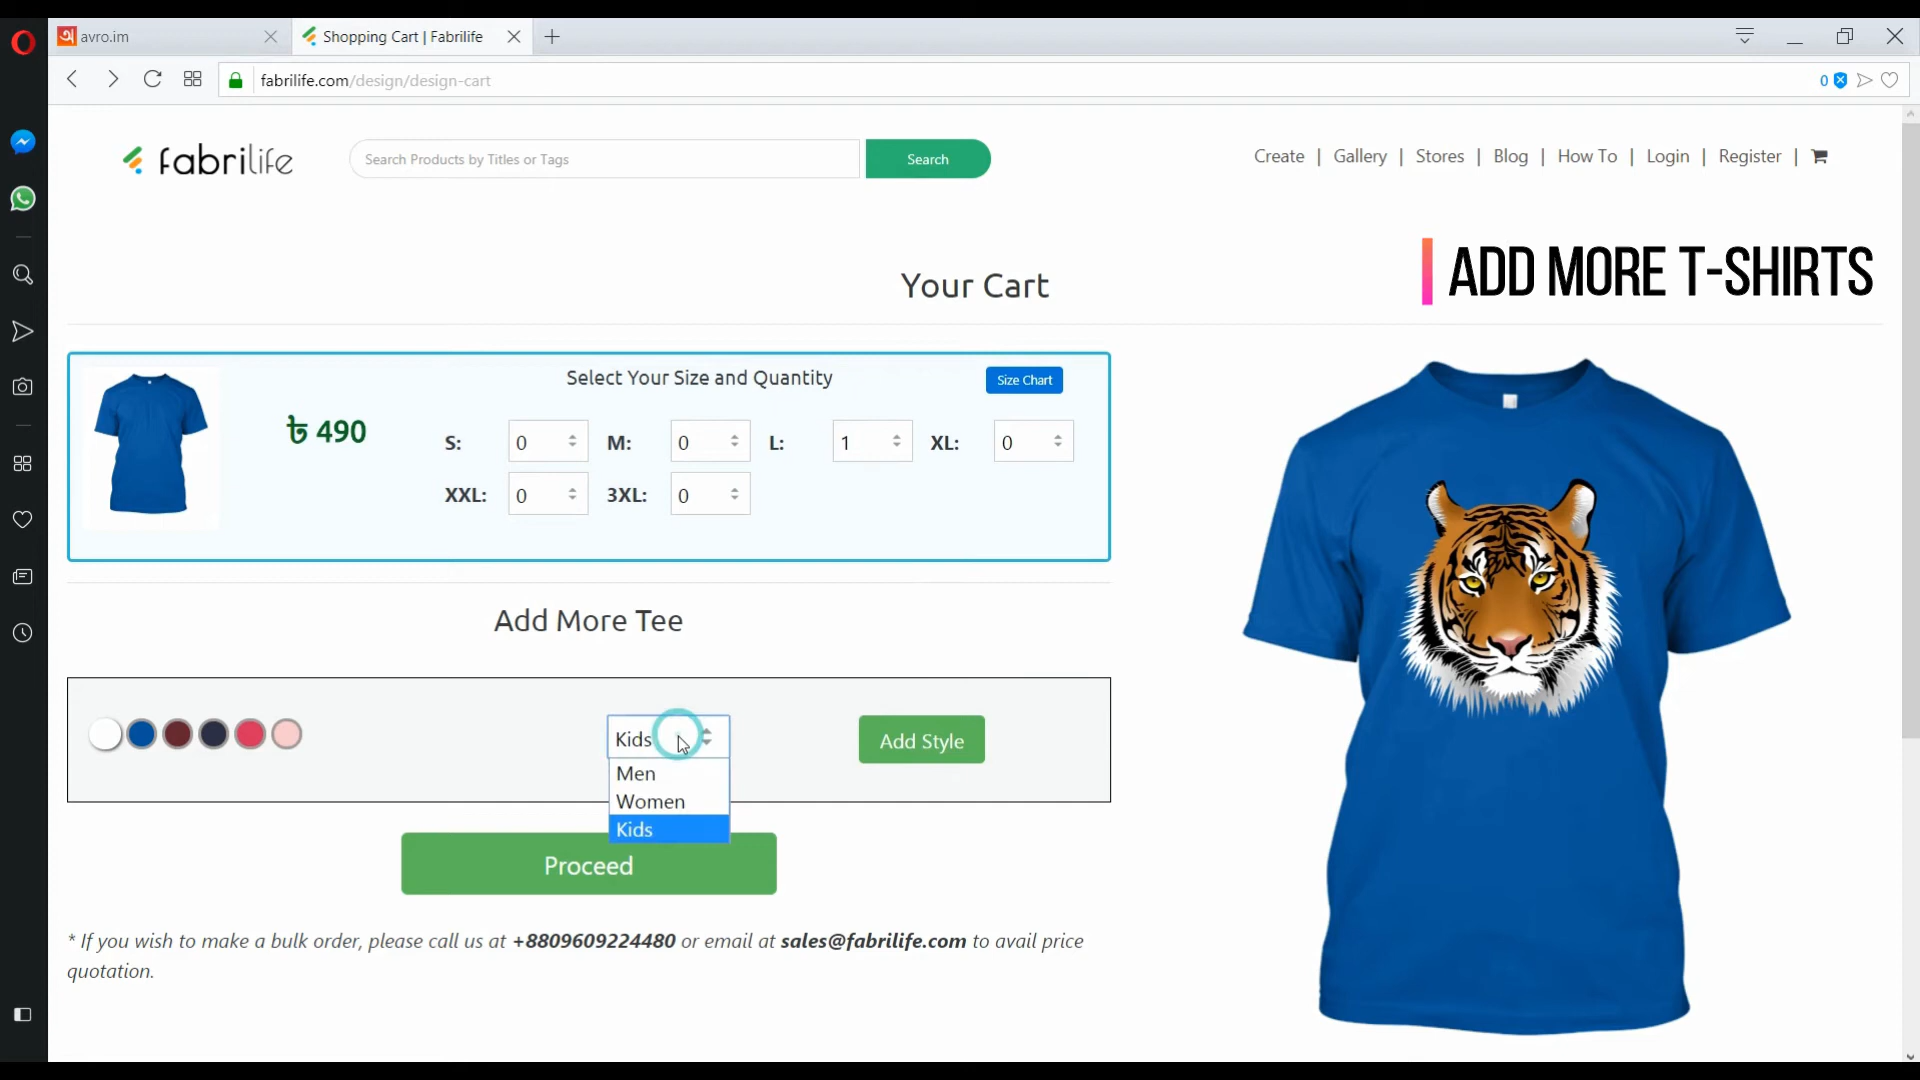 avro.im
Shopping Cart | Fabrilife
fabrilife.com/design/design-cart
0
fabrilife
Search Products by Titles or Tags
Search
Create | Gallery | Stores | Blog | How To | Login | Register |
ADD MORE T-SHIRTS
Your Cart
Select Your Size and Quantity
Size Chart
৳ 490
S: 0 M: 0 L: 1 XL: 0
XXL: 0 3XL: 0
Add More Tee
Kids
Add Style
Men
Women
Kids
Proceed
* If you wish to make a bulk order, please call us at +8809609224480 or email at sales@fabrilife.com to avail price
quotation.